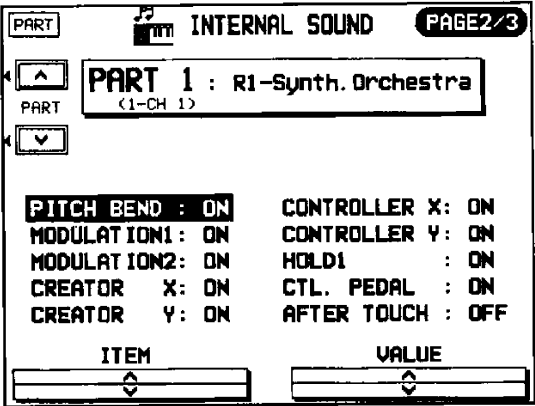 PART INTERNAL SOUND PAGE2/3
PART 1 : R1-Synth.Orchestra
(1-CH 1)
PART
PITCH BEND : ON CONTROLLER X: ON
MODULATION1: ON CONTROLLER Y: ON
MODULATION2: ON HOLD1 : ON
CREATOR X: ON CTL. PEDAL : ON
CREATOR Y: ON AFTER TOUCH : OFF
ITEM VALUE